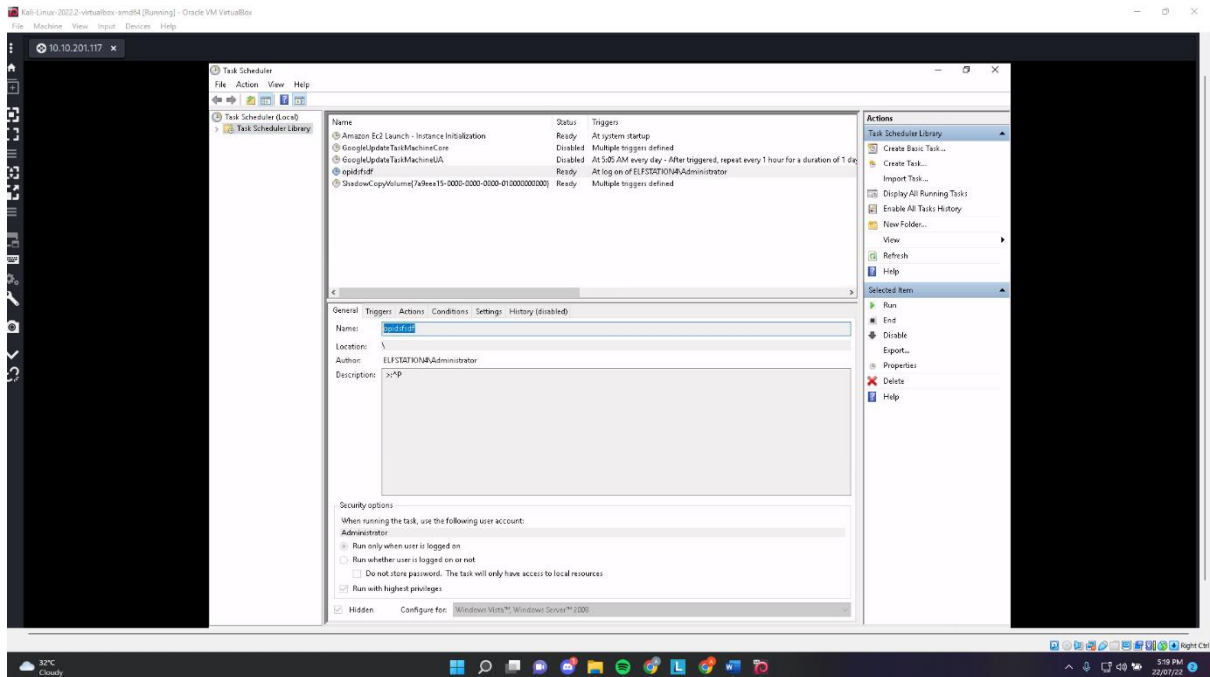 Kali-Linux-2022.2-virtualbox-amd64 [Running] - Oracle VM VirtualBox
File Machine View Input Devices Help
10.10.201.117
Task Scheduler
File Action View Help
Task Scheduler (Local)
Task Scheduler Library
Name Status Triggers
Amazon Ec2 Launch - Instance Initialization Ready At system startup
GoogleUpdateTaskMachineCore Disabled Multiple triggers defined
GoogleUpdateTaskMachineUA Disabled At 5:05 AM every day - After triggered, repeat every 1 hour for a duration of 1 day
opidsfsdf Ready At log on of ELFSTATION4\Administrator
ShadowCopyVolume{7a9eea15-0000-0000-0000-010000000000} Ready Multiple triggers defined
General Triggers Actions Conditions Settings History (disabled)
Name: opidsfsdf
Location: \
Author: ELFSTATION4\Administrator
Description: >:^P
Security options
When running the task, use the following user account:
Administrator
Run only when user is logged on
Run whether user is logged on or not
Do not store password. The task will only have access to local resources
Run with highest privileges
Hidden Configure for: Windows Vista™, Windows Server™ 2008
Actions
Task Scheduler Library
Create Basic Task...
Create Task...
Import Task...
Display All Running Tasks
Enable All Tasks History
New Folder...
View
Refresh
Help
Selected Item
Run
End
Disable
Export...
Properties
Delete
Help
Right Ctrl
32°C
Cloudy
5:19 PM
22/07/22